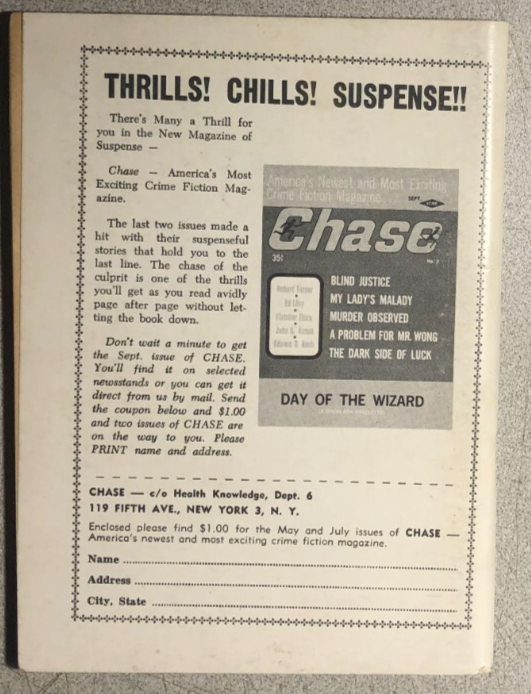 THRILLS! CHILLS! SUSPENSE!!
There's Many a Thrill for
you in the New Magazine of
Suspense —
Chase — America's Most
Exciting Crime Fiction Mag-
azine.
The last two issues made a
hit with their suspenseful
stories that hold you to the
last line. The chase of the
culprit is one of the thrills
you'll get as you read avidly
page after page without let-
ting the book down.
Don't wait a minute to get
the Sept. issue of CHASE.
You'll find it on selected
newsstands or you can get it
direct from us by mail. Send
the coupon below and $1.00
and two issues of CHASE are
on the way to you. Please
PRINT name and address.
America's Newest and Most Exciting
Crime Fiction Magazine
SEPT.
Chase
35¢
BLIND JUSTICE
MY LADY'S MALADY
MURDER OBSERVED
A PROBLEM FOR MR. WONG
THE DARK SIDE OF LUCK
Robert Turner
DAY OF THE WIZARD
CHASE — c/o Health Knowledge, Dept. 6
119 FIFTH AVE., NEW YORK 3, N. Y.
Enclosed please find $1.00 for the May and July issues of CHASE —
America's newest and most exciting crime fiction magazine.
Name
Address
City, State